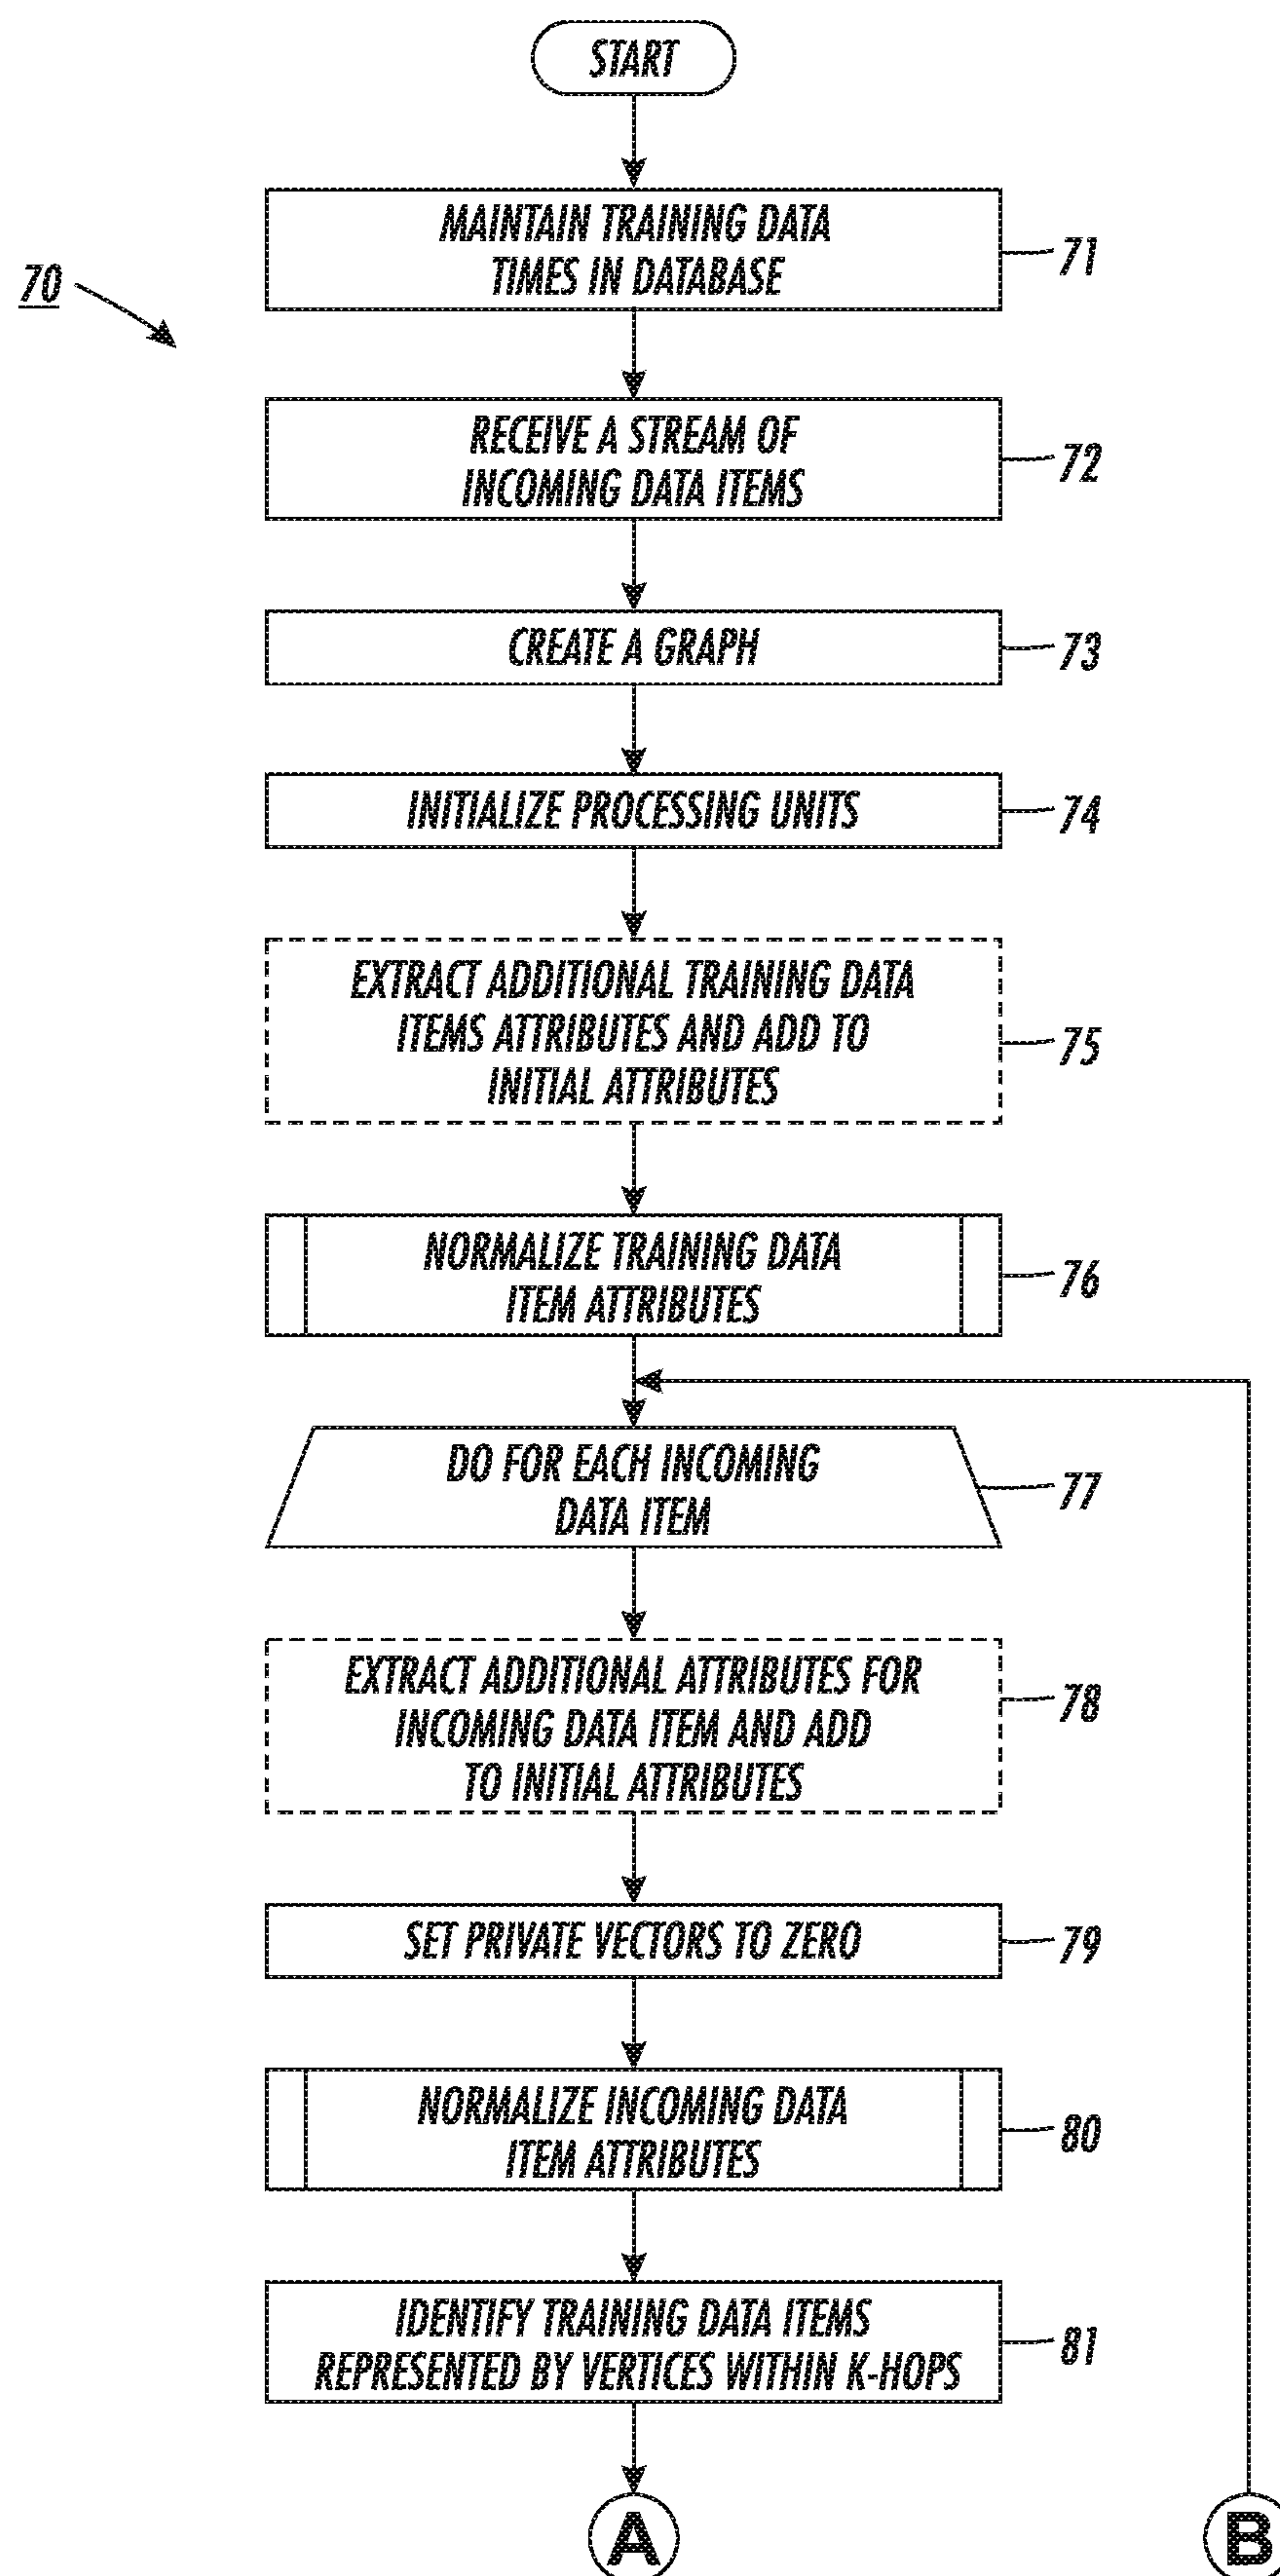 START
MAINTAIN TRAINING DATA
TIMES IN DATABASE
71
70
RECEIVE A STREAM OF
INCOMING DATA ITEMS
72
CREATE A GRAPH
73
INITIALIZE PROCESSING UNITS
74
EXTRACT ADDITIONAL TRAINING DATA
ITEMS ATTRIBUTES AND ADD TO
INITIAL ATTRIBUTES
75
NORMALIZE TRAINING DATA
ITEM ATTRIBUTES
76
DO FOR EACH INCOMING
DATA ITEM
77
EXTRACT ADDITIONAL ATTRIBUTES FOR
INCOMING DATA ITEM AND ADD
TO INITIAL ATTRIBUTES
78
SET PRIVATE VECTORS TO ZERO
79
NORMALIZE INCOMING DATA
ITEM ATTRIBUTES
80
IDENTIFY TRAINING DATA ITEMS
REPRESENTED BY VERTICES WITHIN K-HOPS
81
A
B